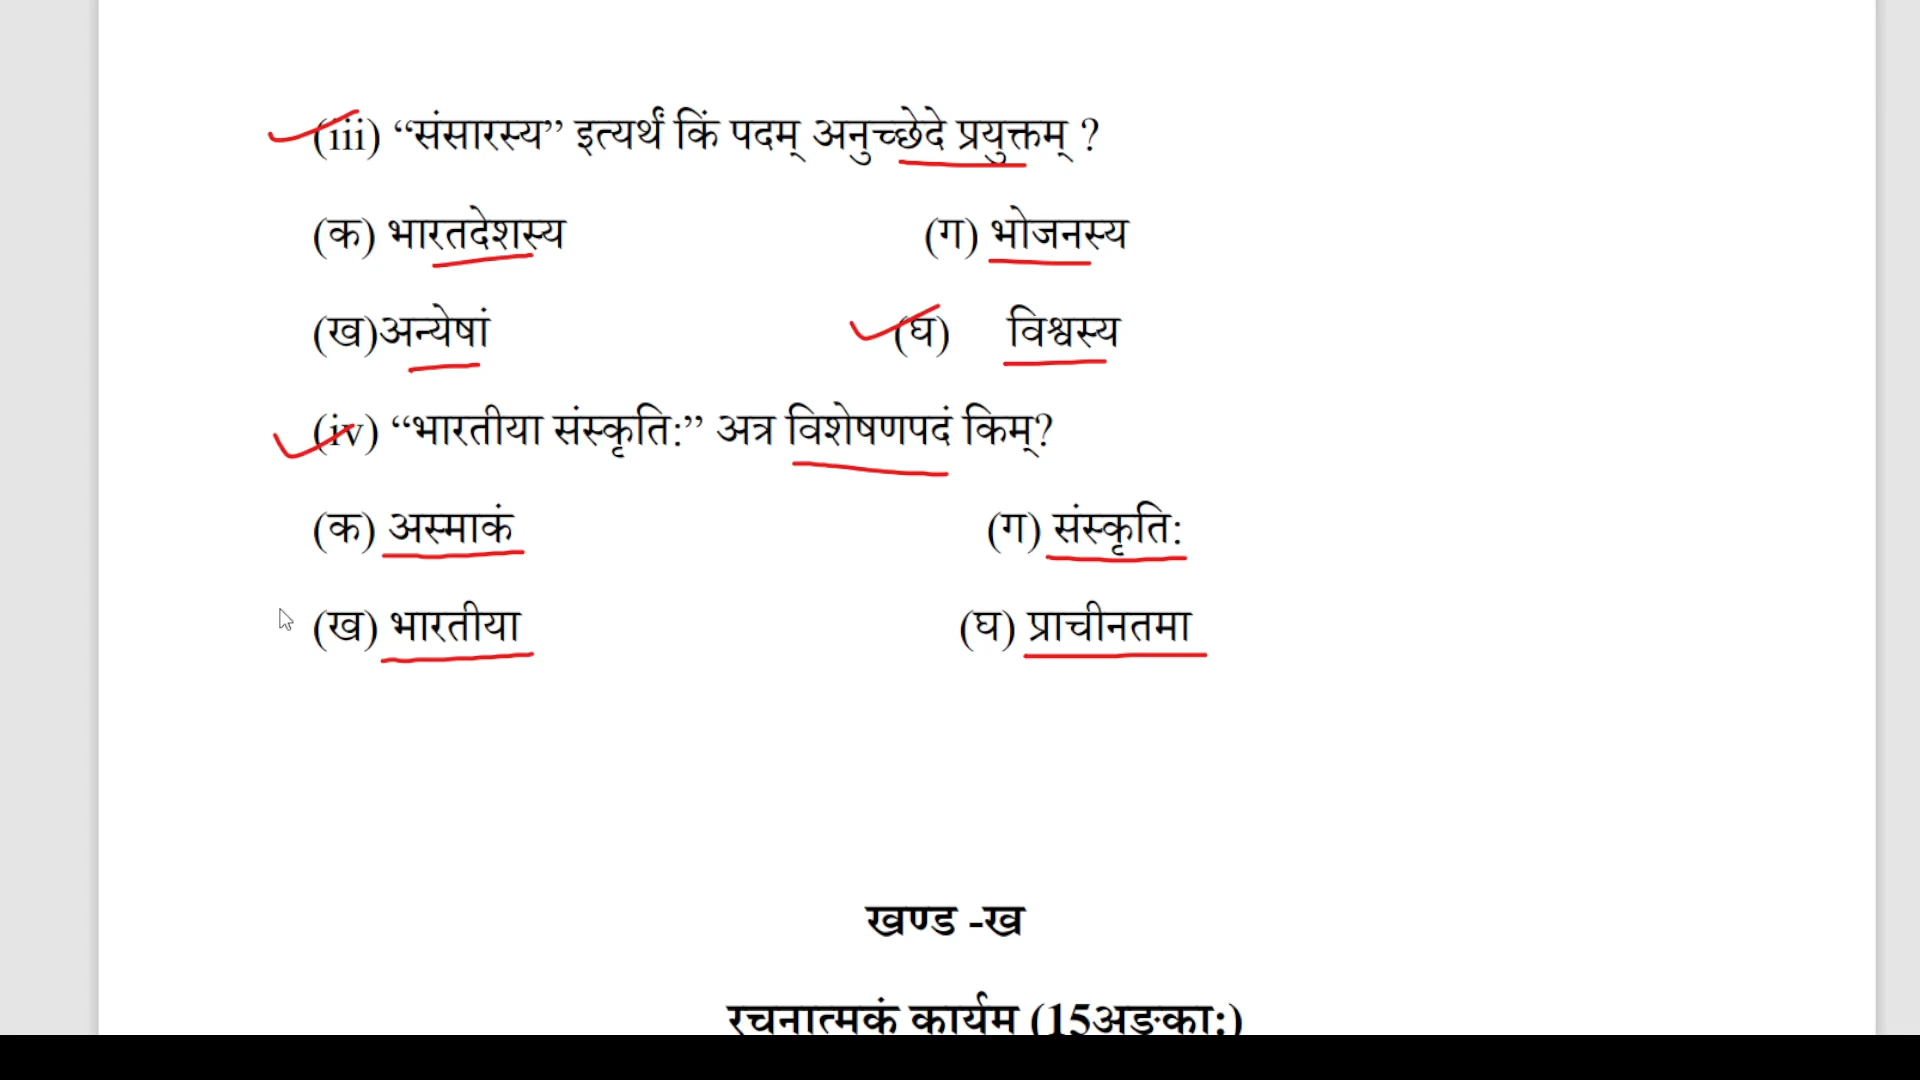 (iii) “संसारस्य” इत्यर्थं किं पदम् अनुच्छेदे प्रयुक्तम् ?
(क) भारतदेशस्य (ग) भोजनस्य
(ख)अन्येषां (घ) विश्वस्य
(iv) “भारतीया संस्कृति:” अत्र विशेषणपदं किम्?
(क) अस्माकं (ग) संस्कृति:
(ख) भारतीया (घ) प्राचीनतमा
खण्ड -ख
रचनात्मकं कार्यम (15अङ्का:)